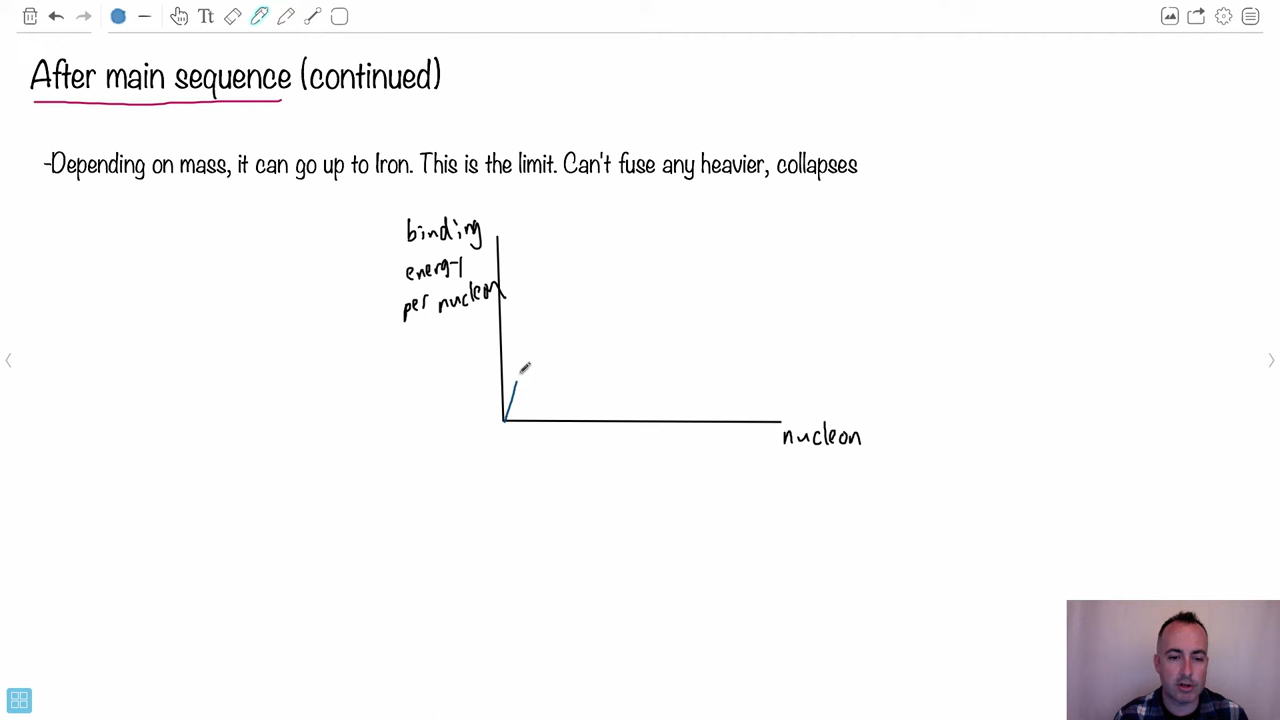 Tt
After main sequence (continued)
-Depending on mass, it can go up to Iron. This is the limit. Can't fuse any heavier, collapses
binding
energy
per nucleon
nucleon